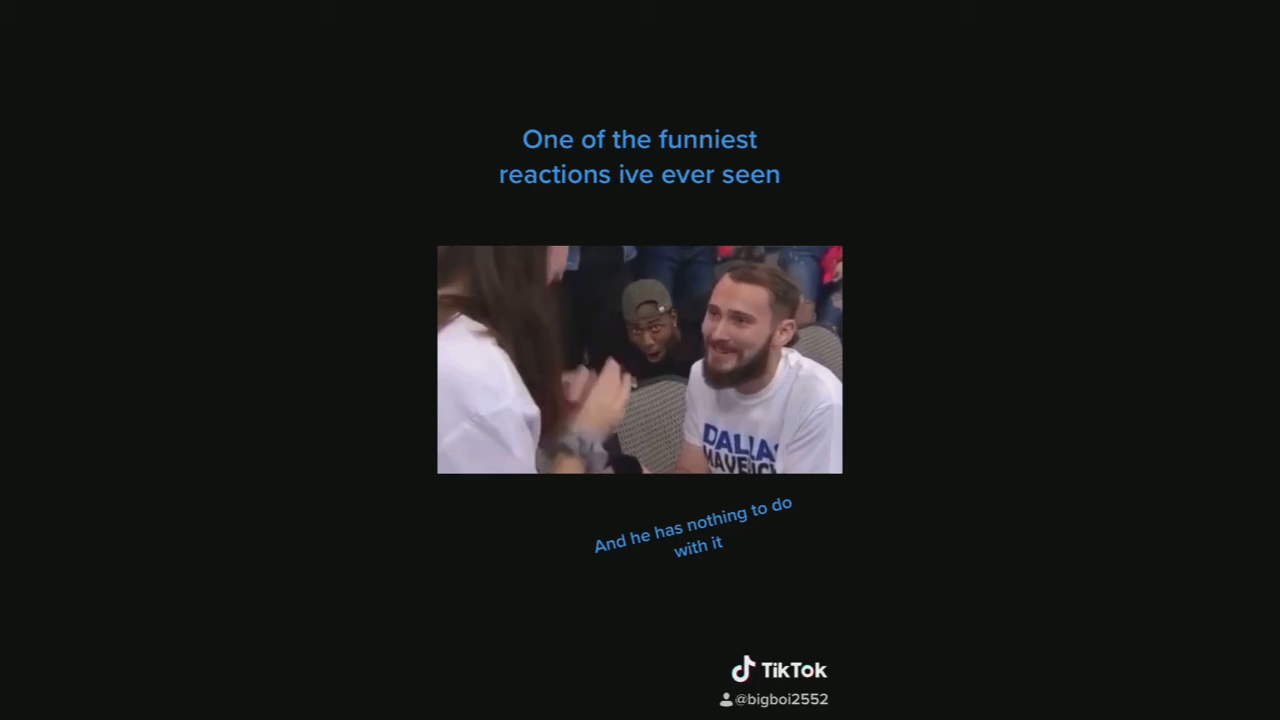 One of the funniest
reactions ive ever seen
DALLAS
MAVERICK
And he has nothing to do
with it
TikTok
@bigboi2552